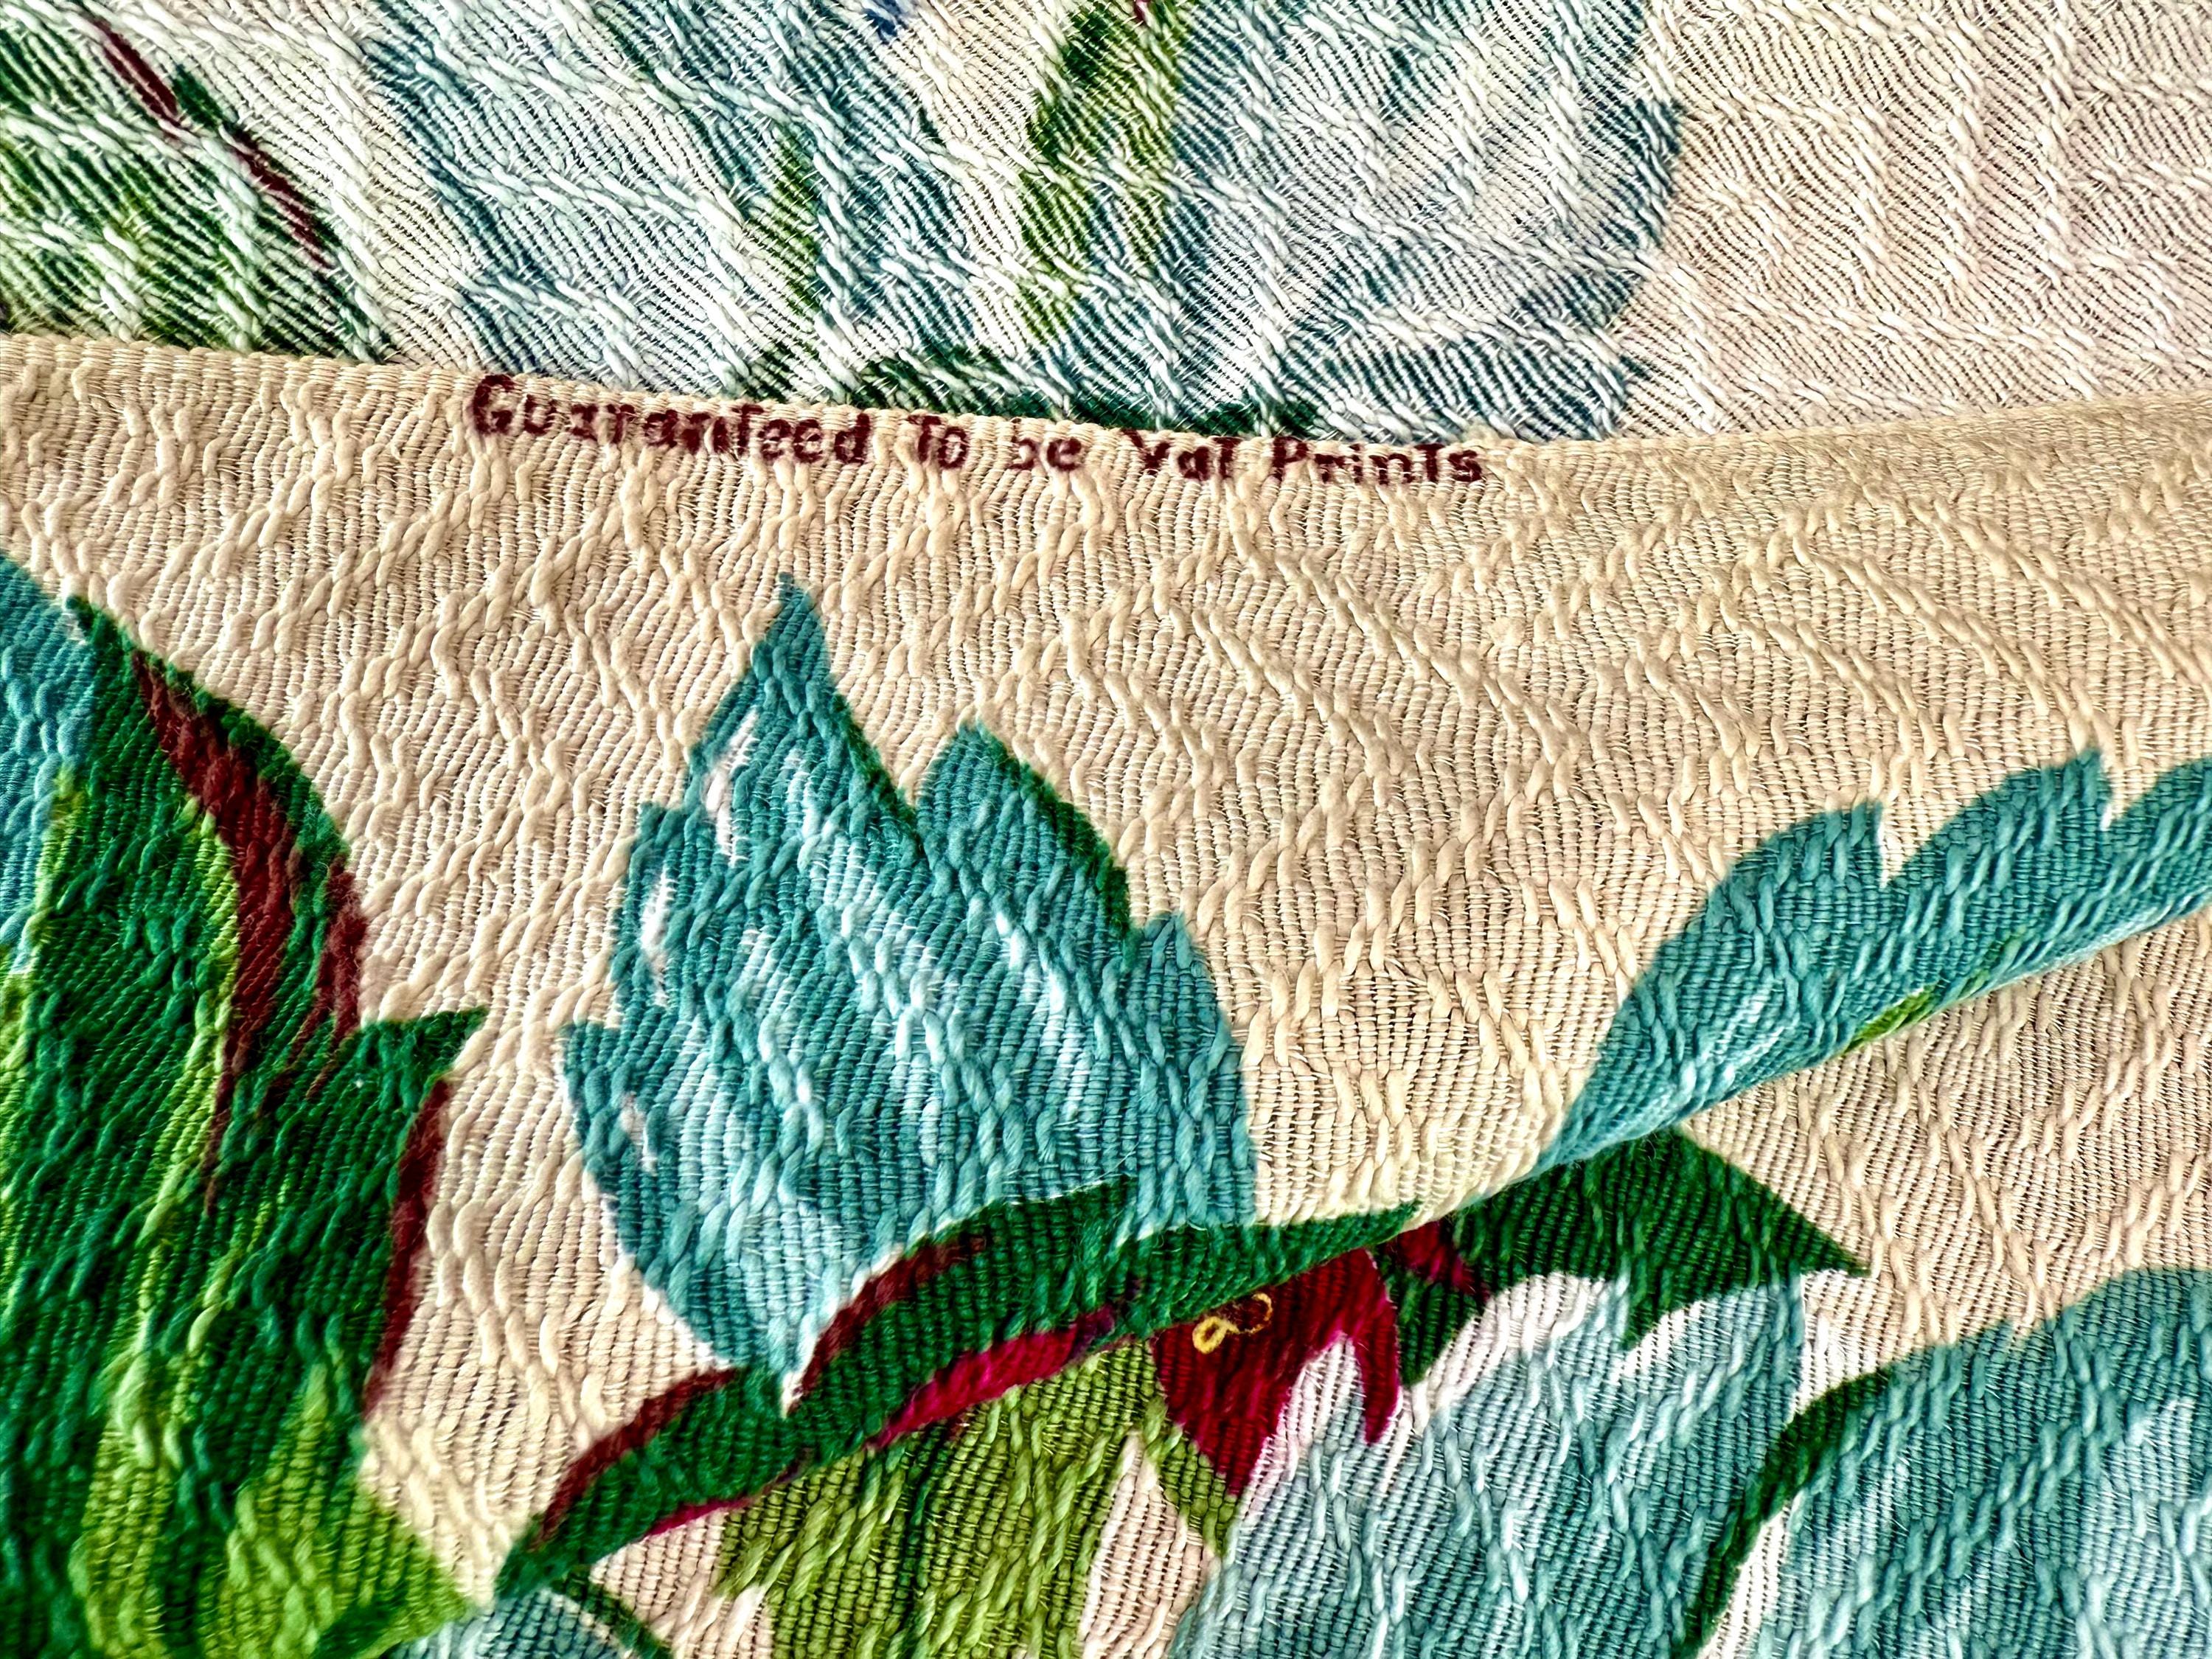 Guaranteed To be Vat Prints